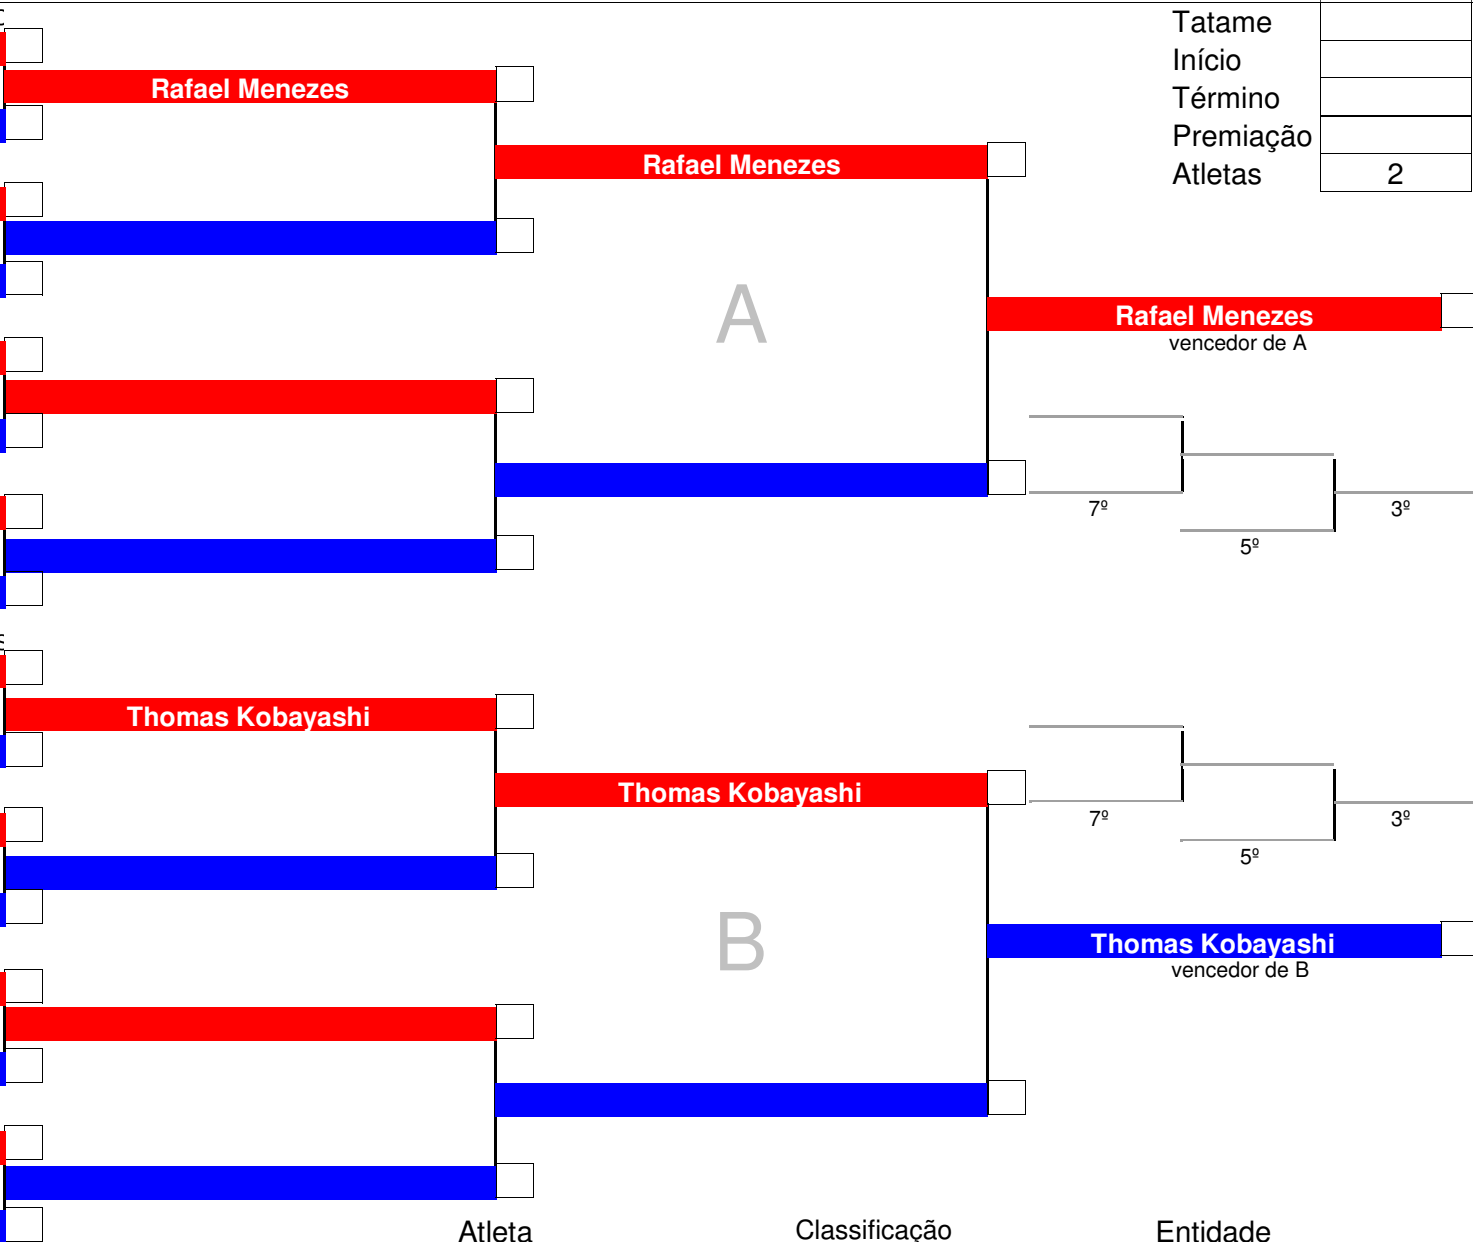 Tatame
Início
Término
Premiação
Atletas 2
Rafael Menezes
Rafael Menezes
A
Rafael Menezes
vencedor de A
7º
3º
5º
Thomas Kobayashi
Thomas Kobayashi
7º
3º
5º
B
Thomas Kobayashi
vencedor de B
Atleta Classificação Entidade